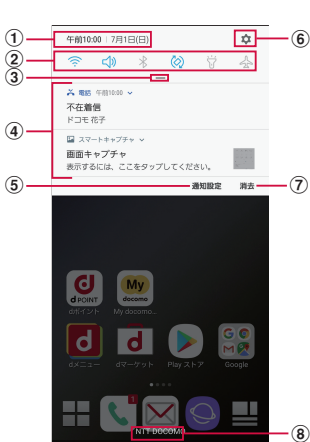 ① 午前10:00 | 7月1日(日) ⑥
②
③
電話 午前10:00
不在着信
ドコモ 花子
④
スマートキャプチャ
画面キャプチャ
表示するには、ここをタップしてください。
⑤ 通知設定 消去 ⑦
d POINT My docomo
dポイント My docomo...
d d G
dメニュー dマーケット Play ストア Google
1
NTT DOCOMO
⑧